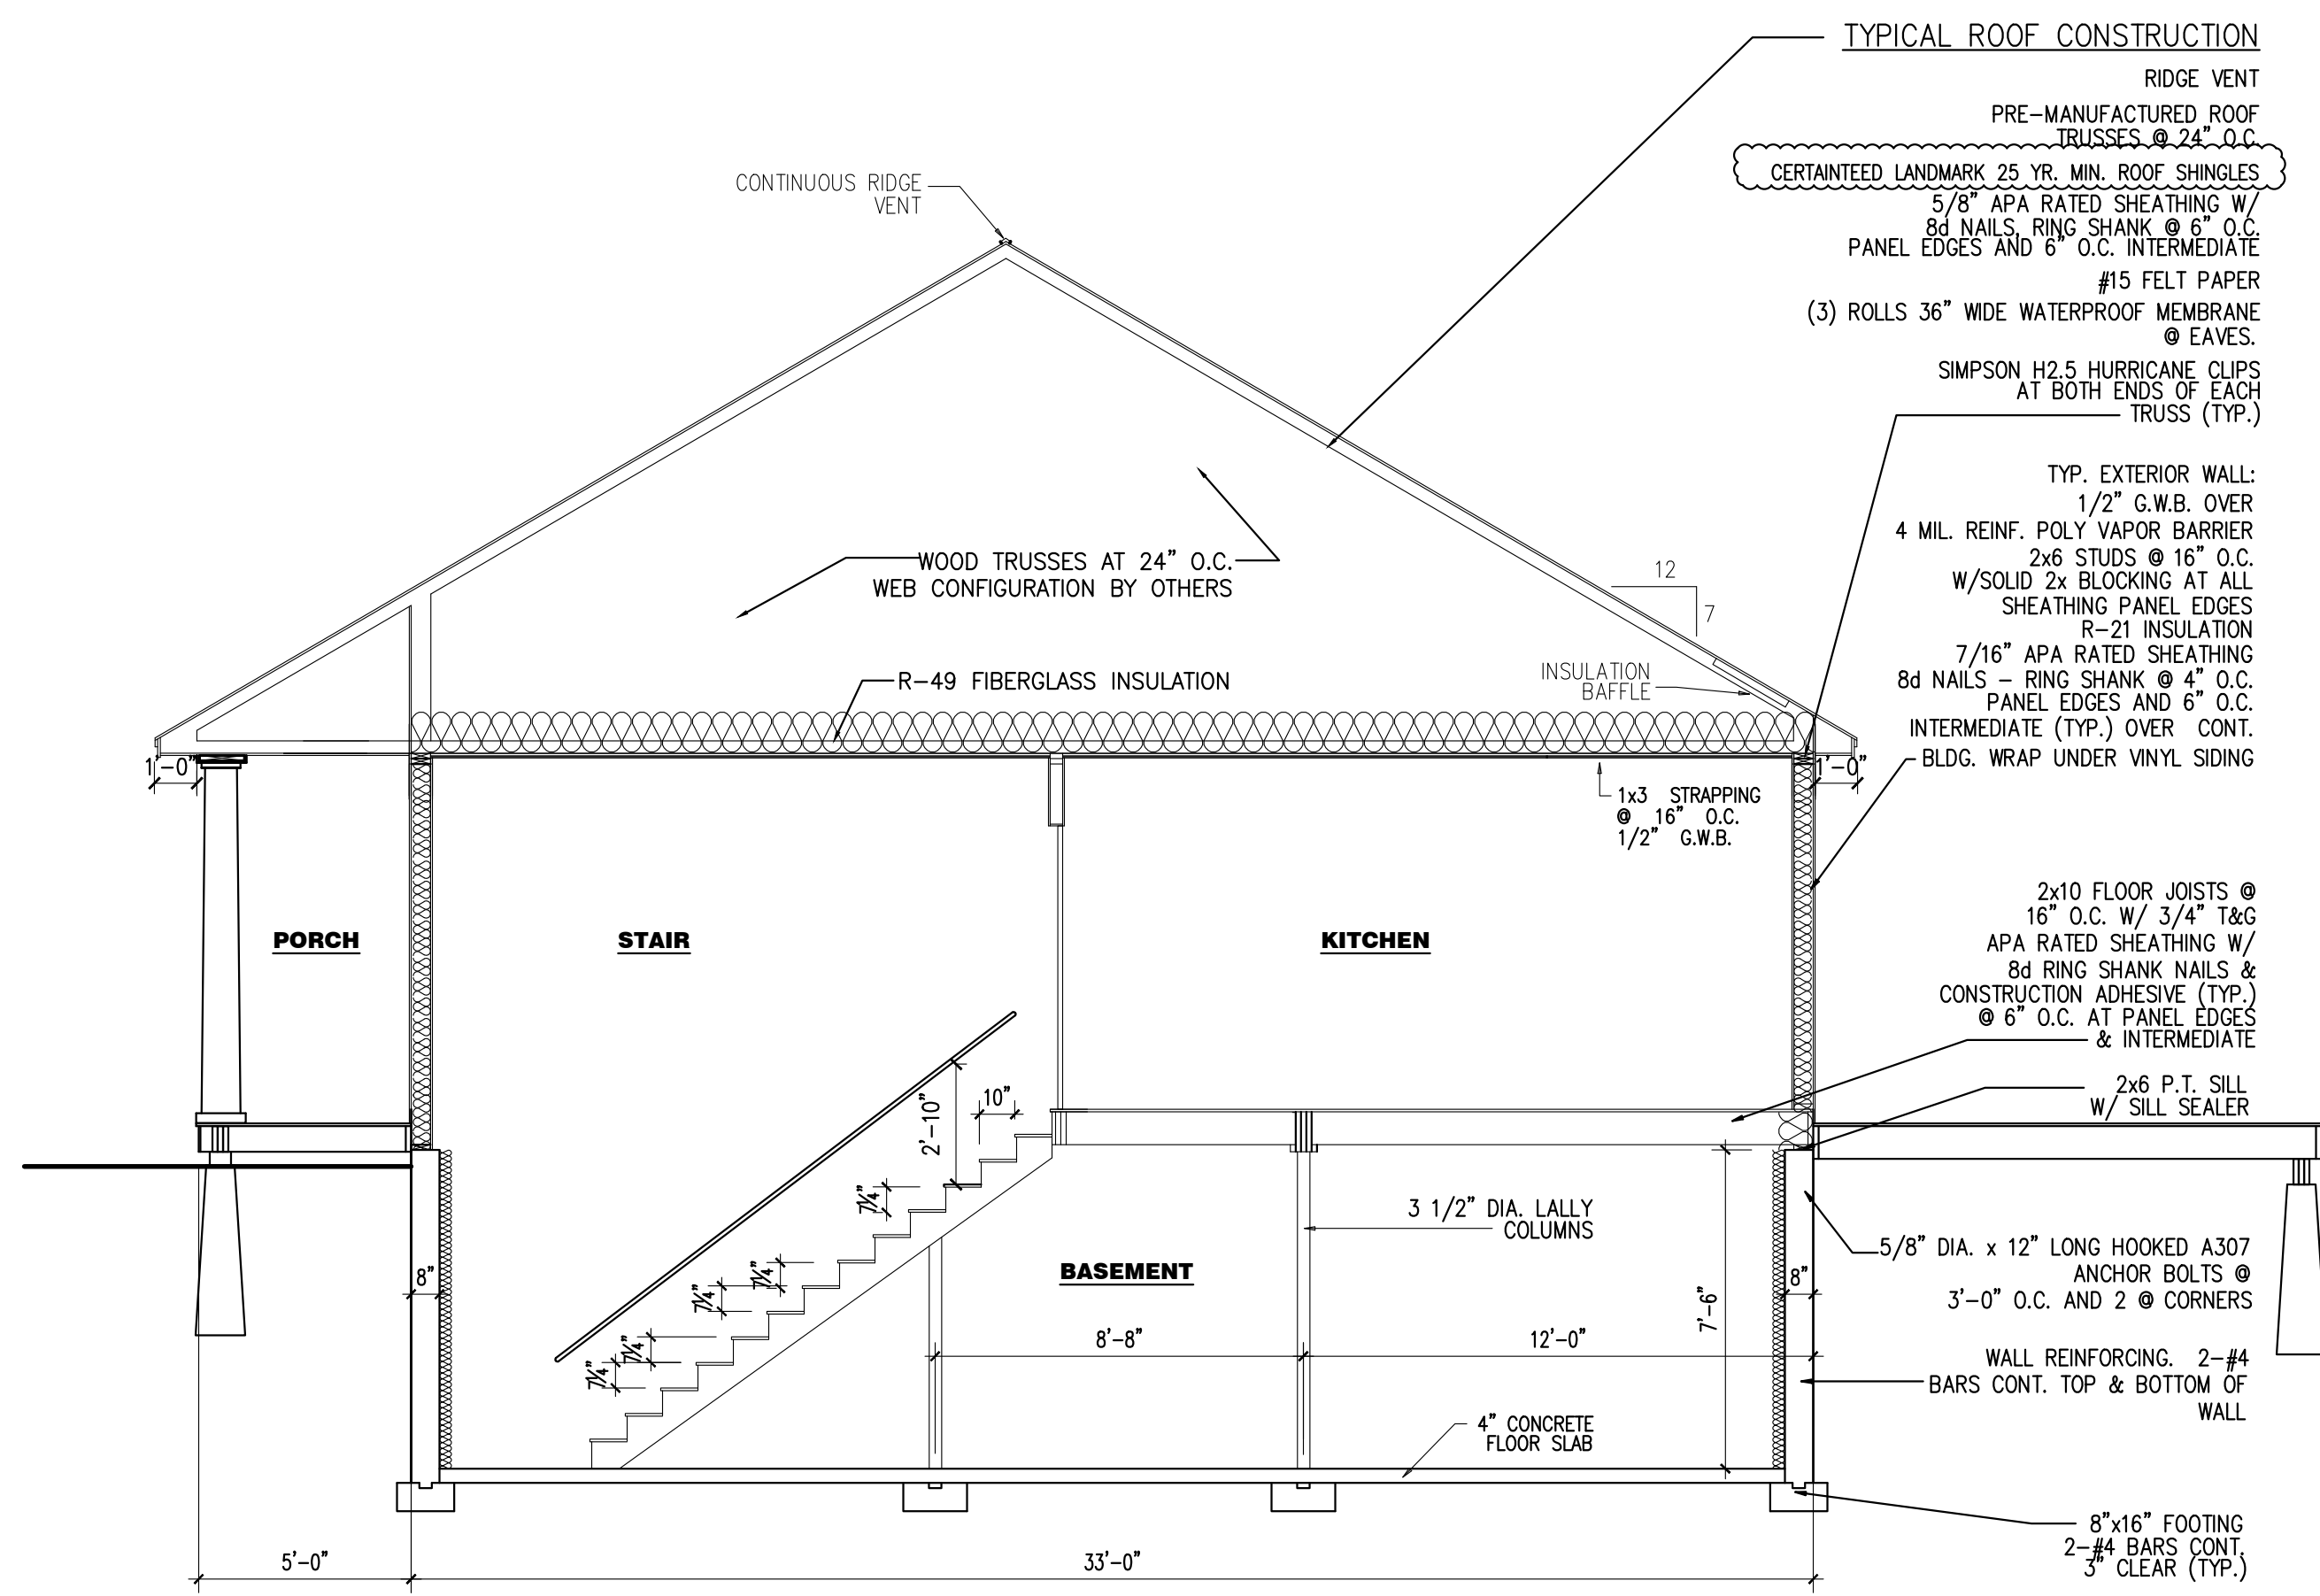 TYPICAL ROOF CONSTRUCTION
RIDGE VENT
PRE-MANUFACTURED ROOF
TRUSSES @ 24" O.C.
CERTAINTEED LANDMARK 25 YR. MIN. ROOF SHINGLES
5/8" APA RATED SHEATHING W/
8d NAILS, RING SHANK @ 6" O.C.
PANEL EDGES AND 6" O.C. INTERMEDIATE
#15 FELT PAPER
(3) ROLLS 36" WIDE WATERPROOF MEMBRANE
@ EAVES.
SIMPSON H2.5 HURRICANE CLIPS
AT BOTH ENDS OF EACH
TRUSS (TYP.)
CONTINUOUS RIDGE
VENT
WOOD TRUSSES AT 24" O.C.
WEB CONFIGURATION BY OTHERS
12
7
R-49 FIBERGLASS INSULATION
INSULATION
BAFFLE
TYP. EXTERIOR WALL:
1/2" G.W.B. OVER
4 MIL. REINF. POLY VAPOR BARRIER
2x6 STUDS @ 16" O.C.
W/SOLID 2x BLOCKING AT ALL
SHEATHING PANEL EDGES
R-21 INSULATION
7/16" APA RATED SHEATHING
8d NAILS - RING SHANK @ 4" O.C.
PANEL EDGES AND 6" O.C.
INTERMEDIATE (TYP.) OVER CONT.
BLDG. WRAP UNDER VINYL SIDING
1'-0"
1'-0"
1x3 STRAPPING
@ 16" O.C.
1/2" G.W.B.
PORCH
STAIR
KITCHEN
2x10 FLOOR JOISTS @
16" O.C. W/ 3/4" T&G
APA RATED SHEATHING W/
8d RING SHANK NAILS &
CONSTRUCTION ADHESIVE (TYP.)
@ 6" O.C. AT PANEL EDGES
& INTERMEDIATE
2x6 P.T. SILL
W/ SILL SEALER
2'-10"
10"
7¼"
7¼"
7¼"
7¼"
7¼"
3 1/2" DIA. LALLY
COLUMNS
BASEMENT
8"
8"
7'-6"
8'-8"
12'-0"
5/8" DIA. x 12" LONG HOOKED A307
ANCHOR BOLTS @
3'-0" O.C. AND 2 @ CORNERS
WALL REINFORCING. 2-#4
BARS CONT. TOP & BOTTOM OF
WALL
4" CONCRETE
FLOOR SLAB
8"x16" FOOTING
2-#4 BARS CONT.
3" CLEAR (TYP.)
5'-0"
33'-0"